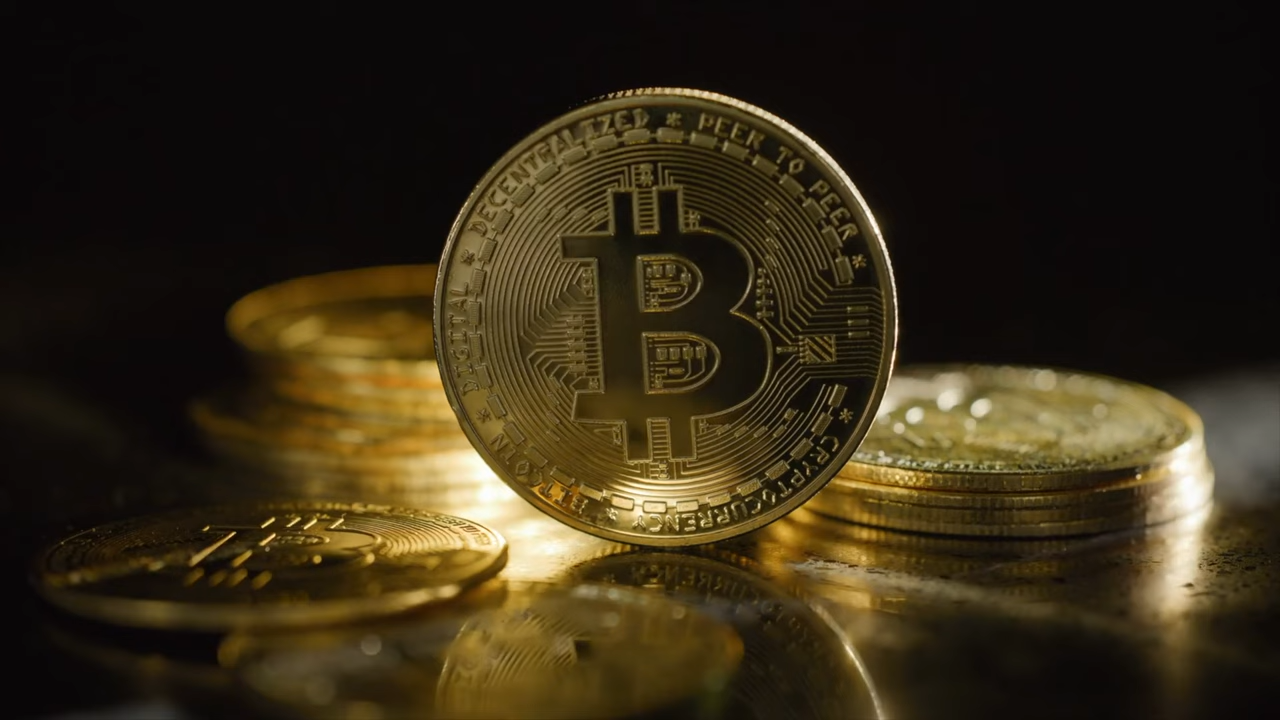 DIGITAL * DECENTRALIZED * PEER TO PEER *
CRYPTOCURRENCY * BITCOIN *